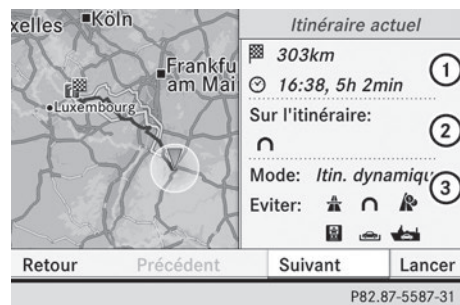 xelles
Köln
Frankfu
am Mai
Luxembourg
Itinéraire actuel
303km
16:38, 5h 2min
1
Sur l'itinéraire:
2
Mode: Itin. dynamiqu
3
Eviter:
Retour Précédent Suivant Lancer
P82.87-5587-31